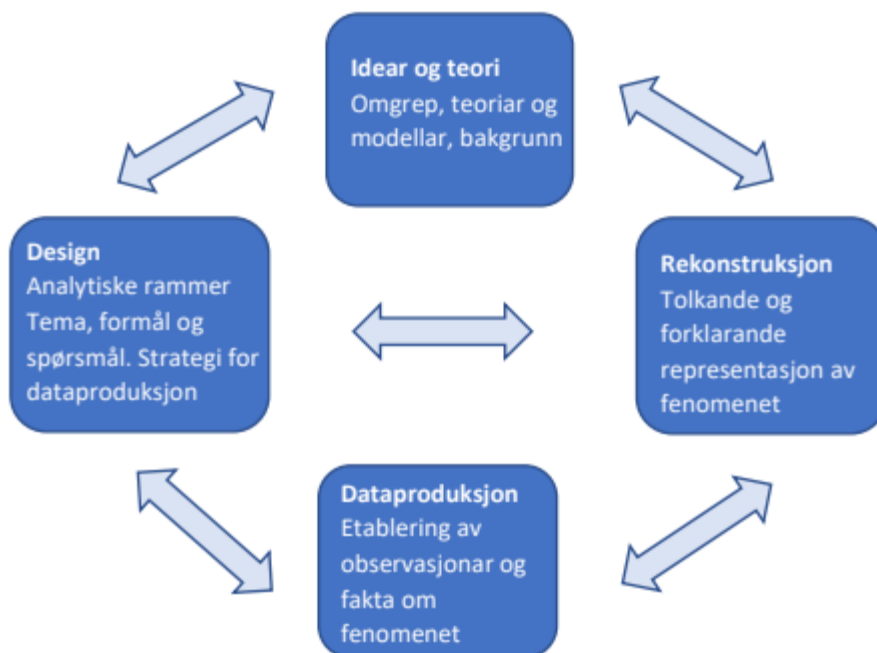 Idear og teori
Omgrep, teoriar og
modellar, bakgrunn
Design
Analytiske rammer
Tema, formål og
spørsmål. Strategi for
dataproduksjon
Rekonstruksjon
Tolkande og
forklarande
representasjon av
fenomenet
Dataproduksjon
Etablering av
observasjonar og
fakta om
fenomenet